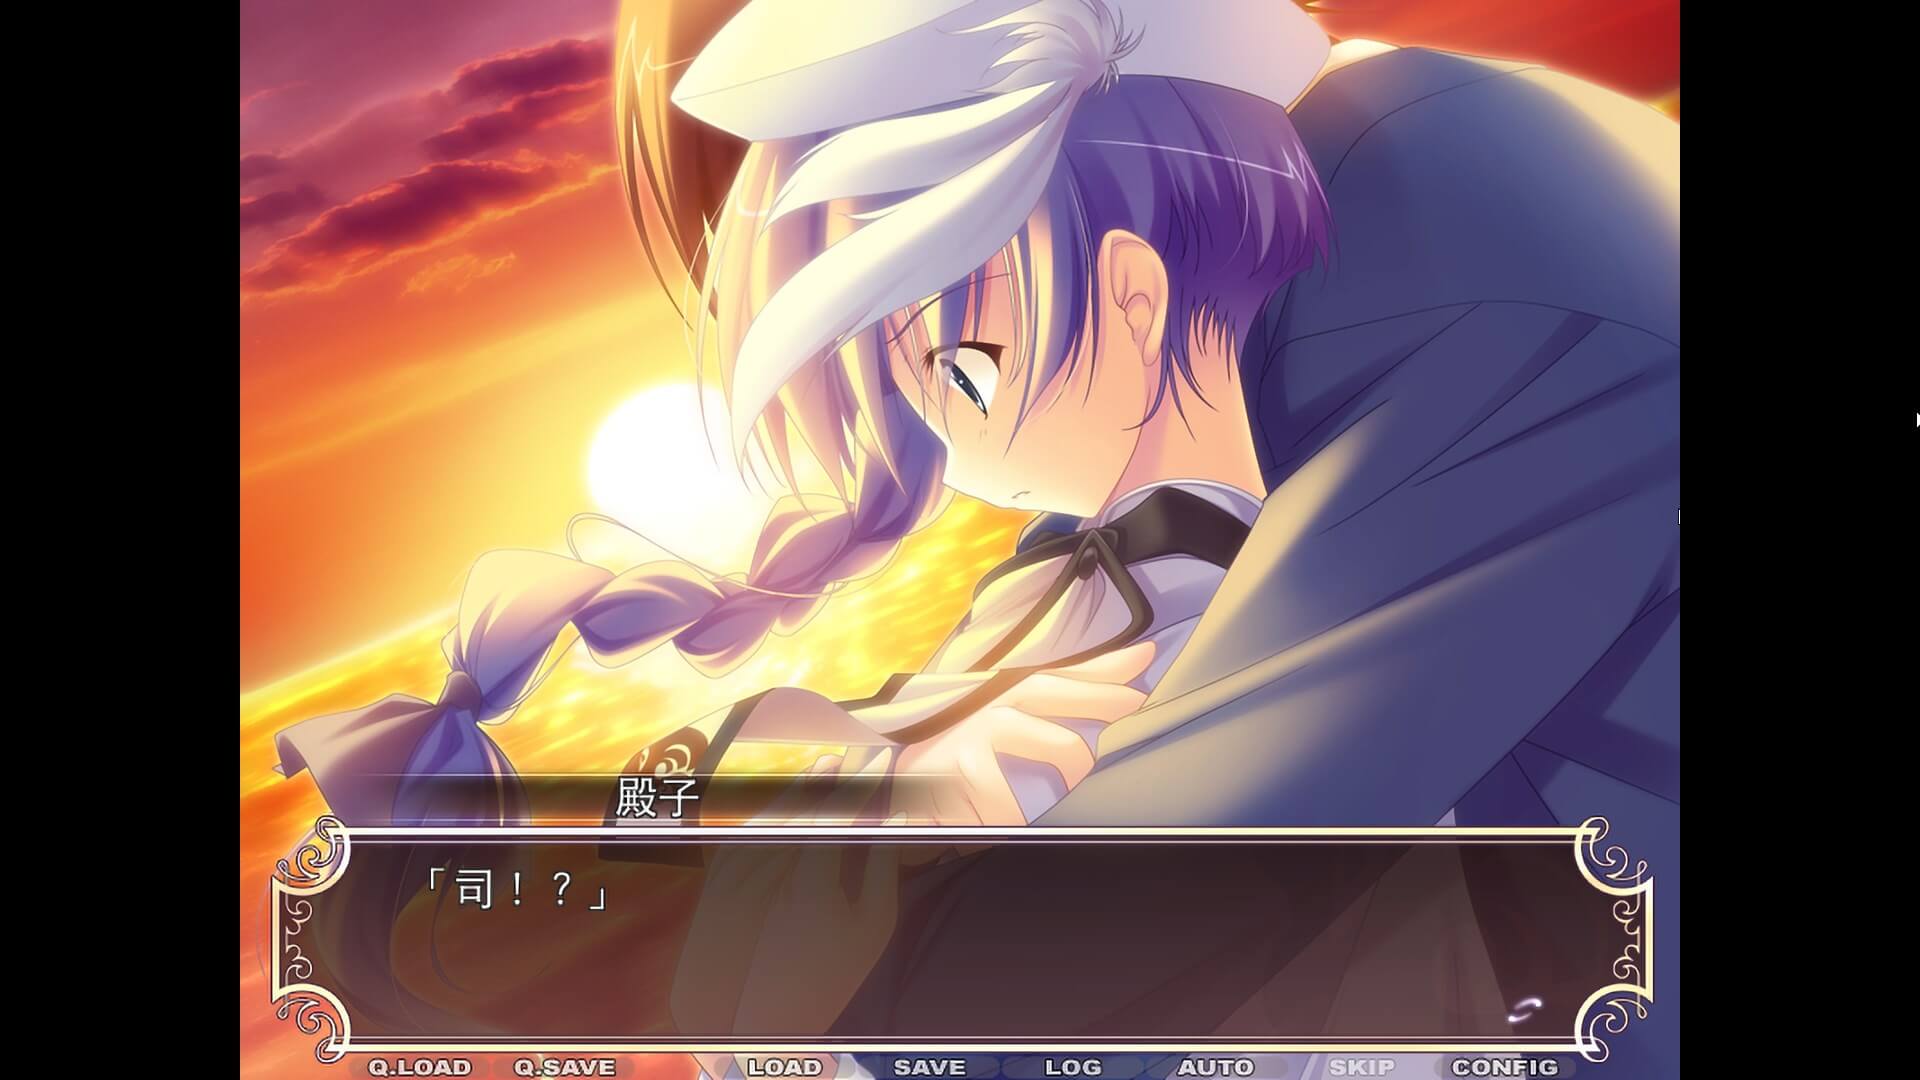 殿子
「司！？」
Q.LOAD Q.SAVE LOAD SAVE LOG AUTO SKIP CONFIG